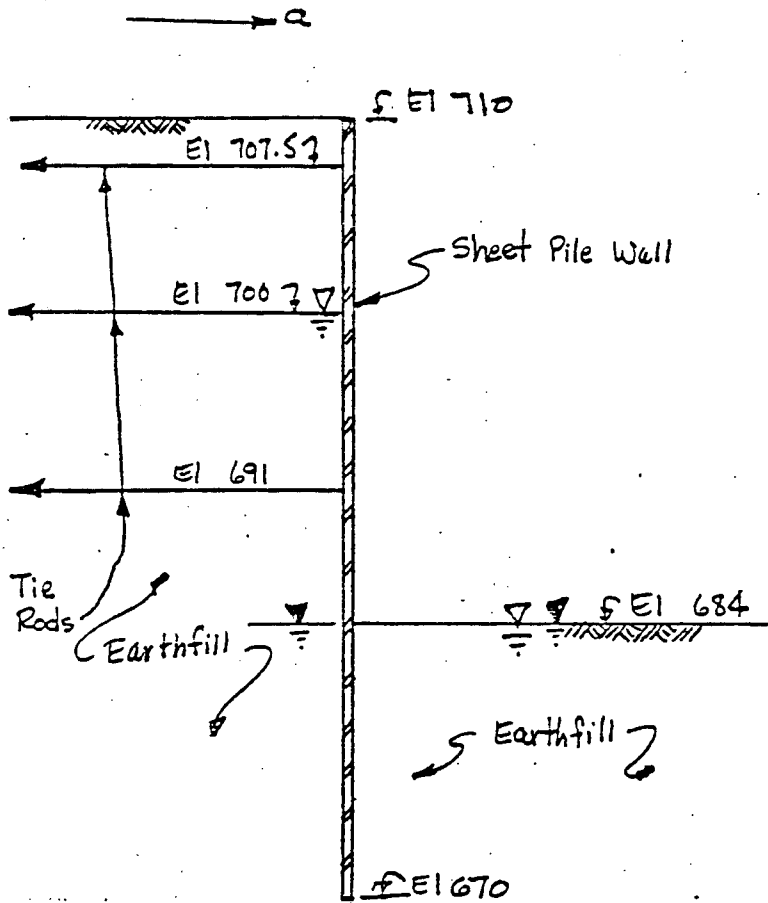 a
El 710
El 707.5
Sheet Pile Wall
El 700
El 691
Tie
Rods
Earthfill
El 684
Earthfill
El 670